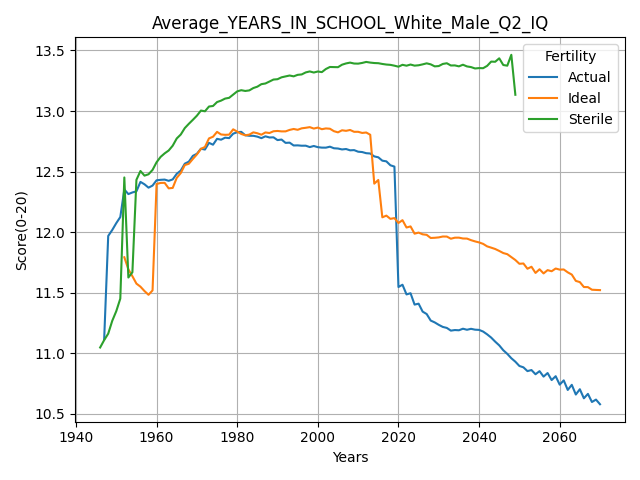 Average_YEARS_IN_SCHOOL_White_Male_Q2_IQ
Score(0-20)
13.5
13.0
12.5
12.0
11.5
11.0
10.5
Fertility
Actual
Ideal
Sterile
1940
1960
1980
2000
2020
2040
2060
Years